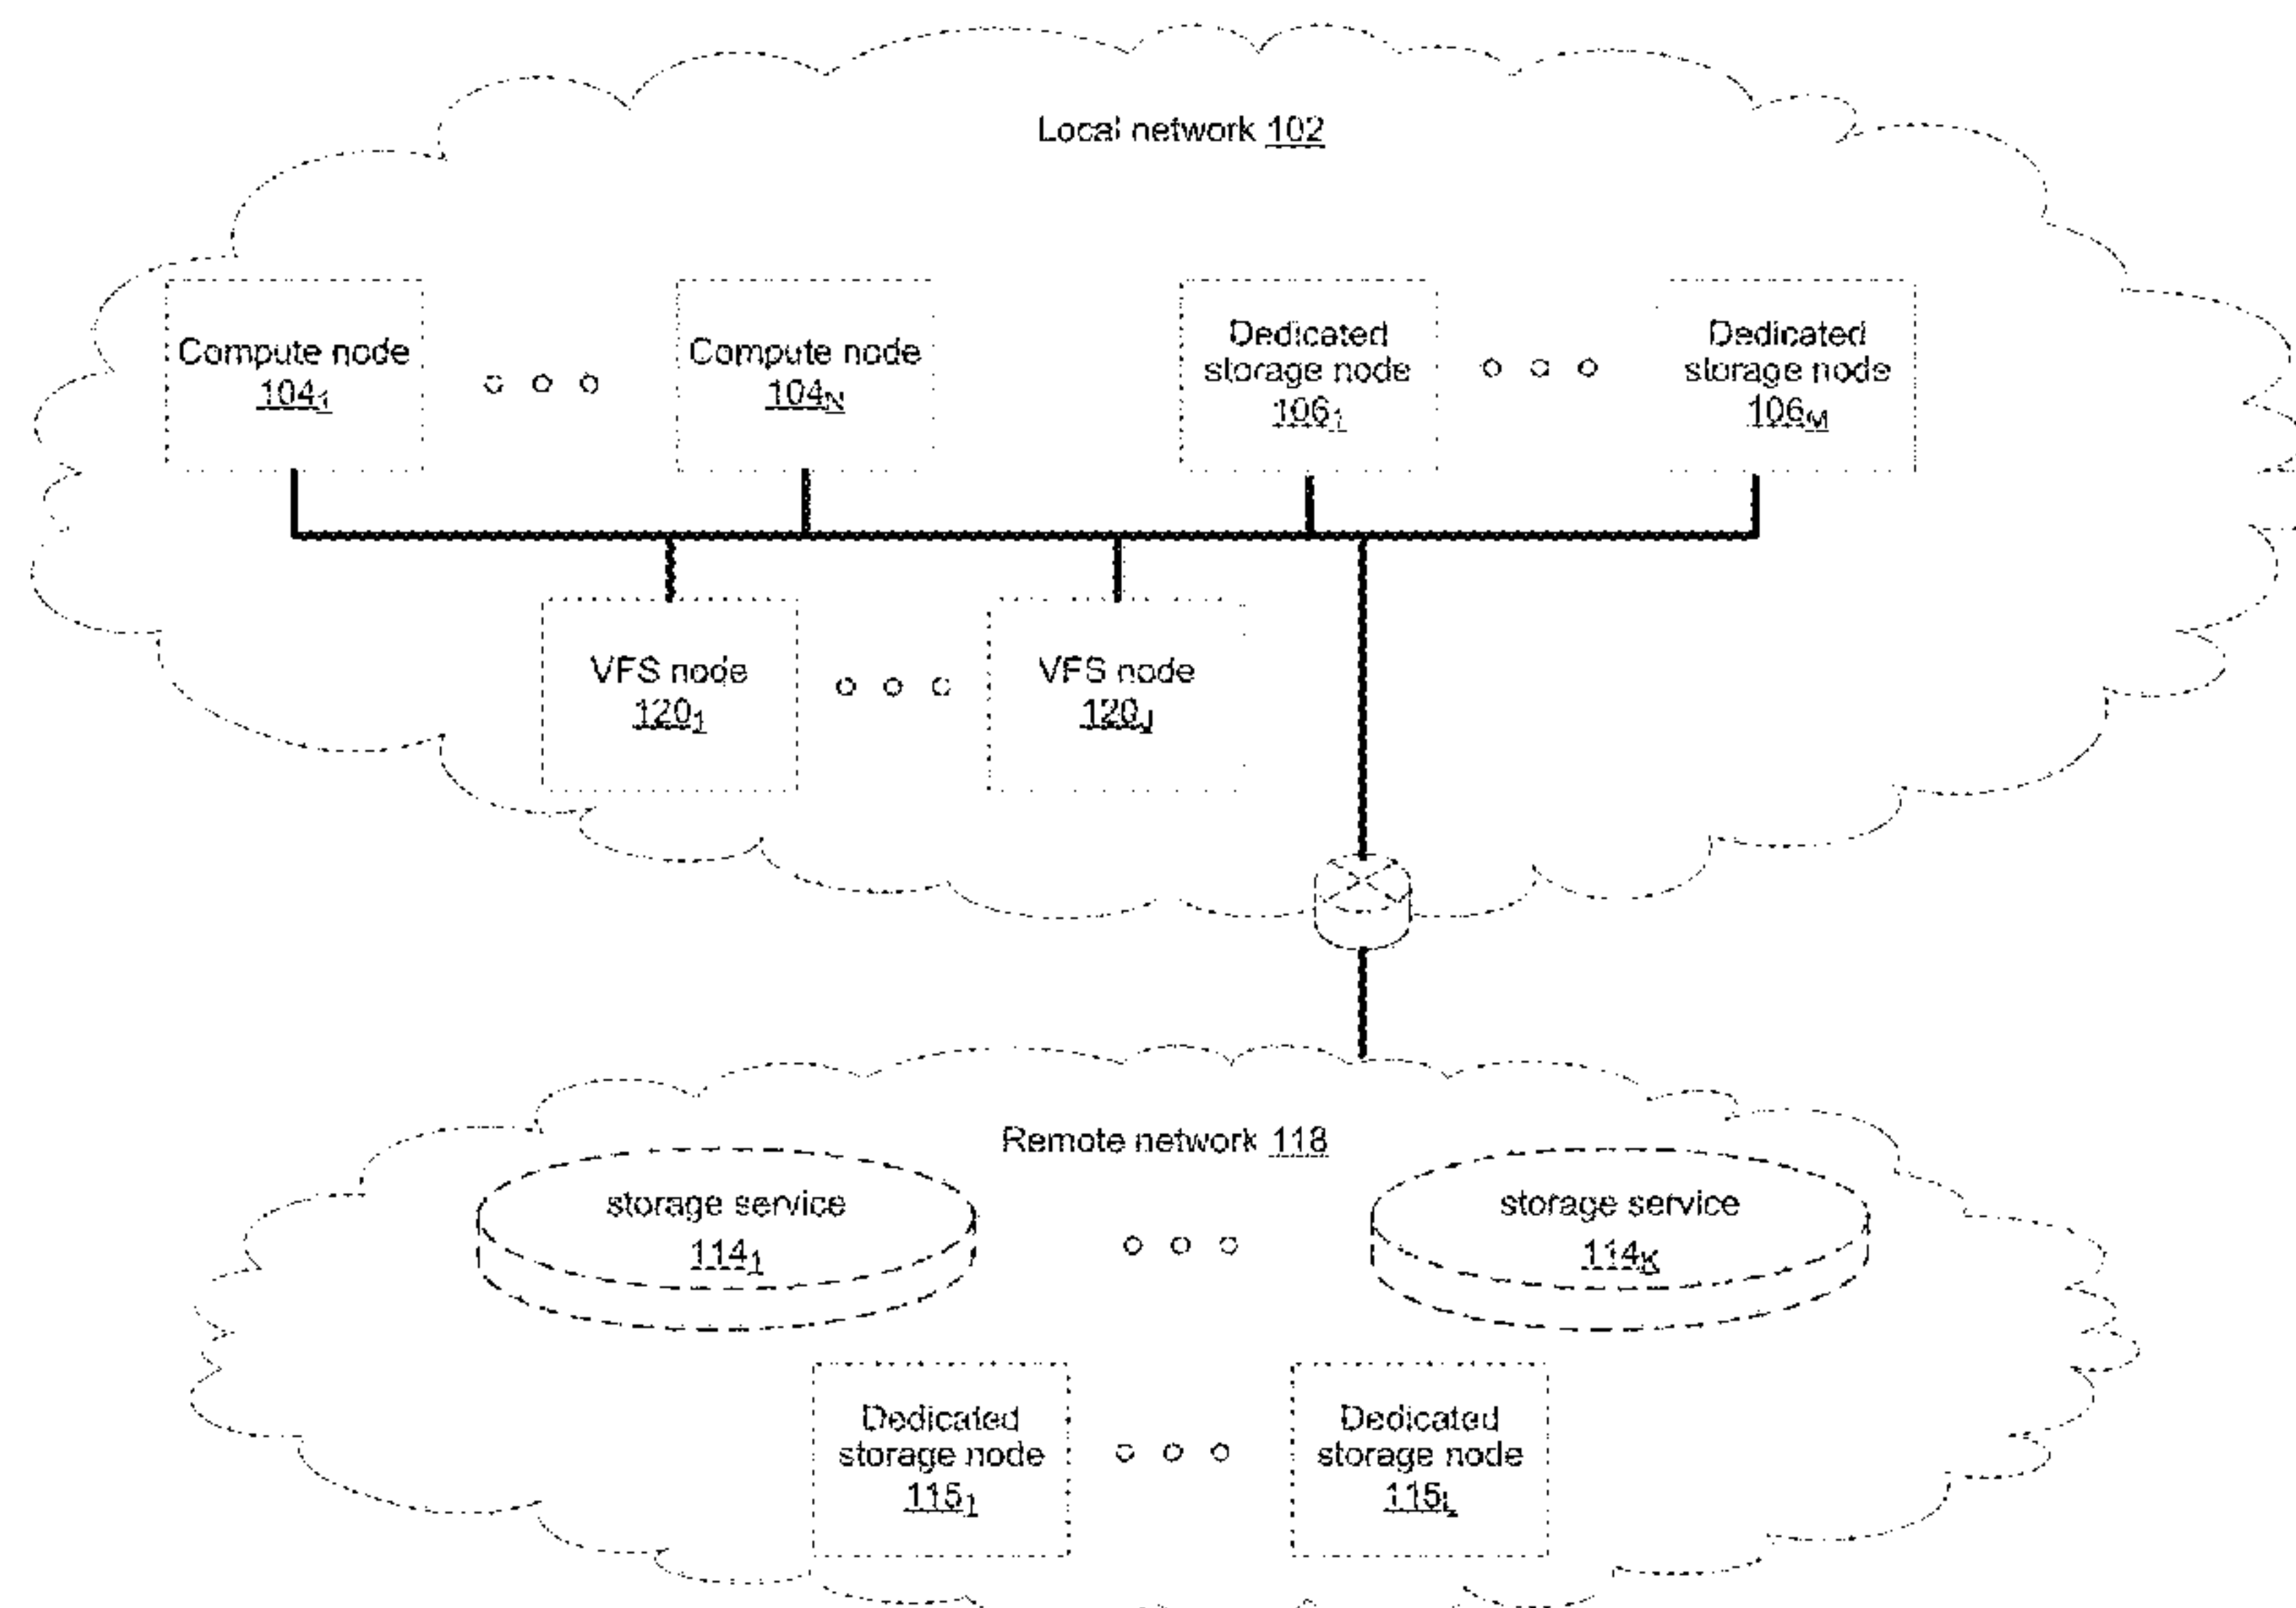 Local network 102
Compute node
104₁
Compute node
104N
Dedicated
storage node
106₁
Dedicated
storage node
106M
VFS node
120₁
VFS node
120J
Remote network 118
storage service
114₁
storage service
114K
Dedicated
storage node
115₁
Dedicated
storage node
115L